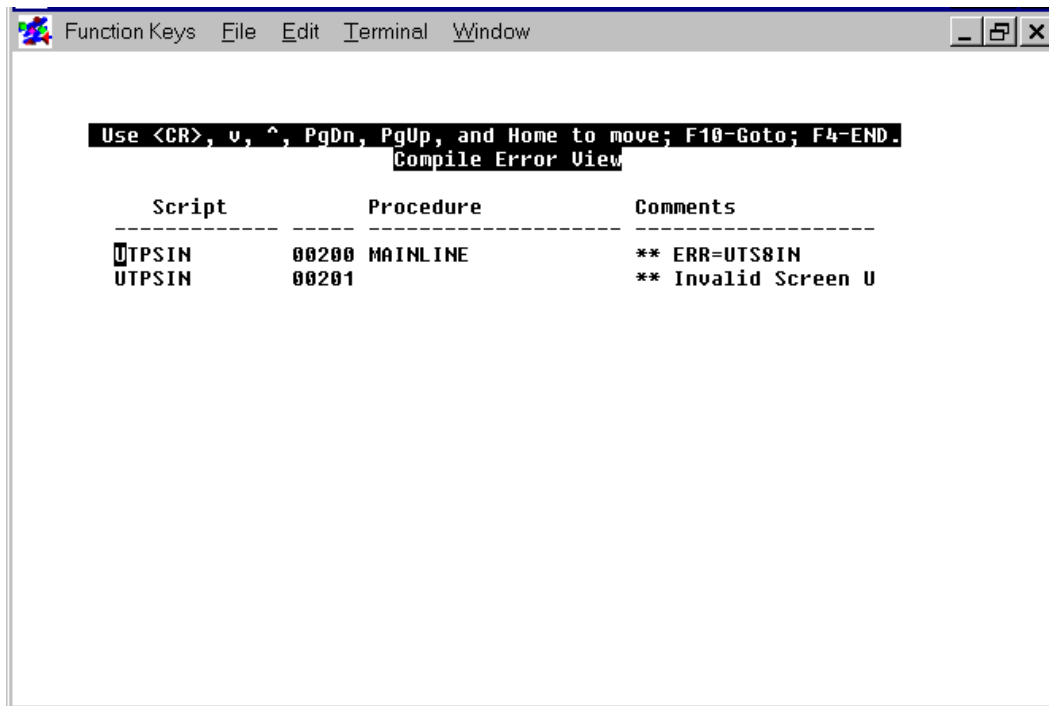 Function Keys File Edit Terminal Window
Use <CR>, v, ^, PgDn, PgUp, and Home to move; F10-Goto; F4-END.
Compile Error View
Script Procedure Comments
------------- ----- -------------------- -------------------
UTPSIN 00200 MAINLINE ** ERR=UTS8IN
UTPSIN 00201 ** Invalid Screen U